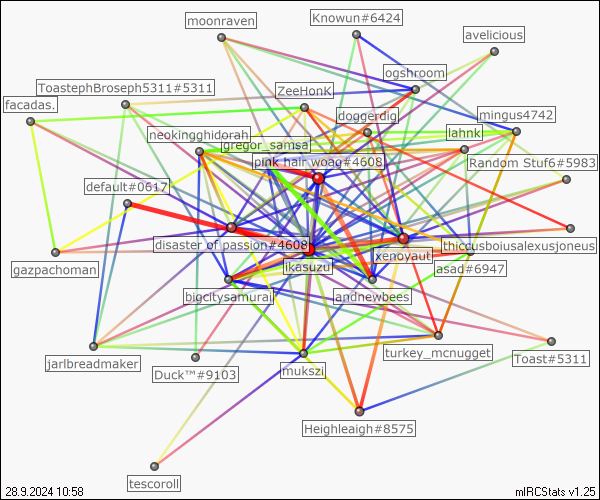 moonraven
Knowun#6424
avelicious
ogshroom
ToastephBroseph5311#5311
ZeeHonK
facadas.
doggerdig
mingus4742
neokingghidorah
gregor_samsa
lahnk
pink hair woag#4608
Random Stuf6#5983
default#0617
disaster of passion#4608
thiccusboiusalexusjoneus
xenoyaut
gazpachoman
ikasuzu
asad#6947
bigcitysamurai
andnewbees
jarlbreadmaker
turkey_mcnugget
Toast#5311
Duck™#9103
mukszi
Heighleaigh#8575
tescoroll
28.9.2024 10:58
mIRCStats v1.25